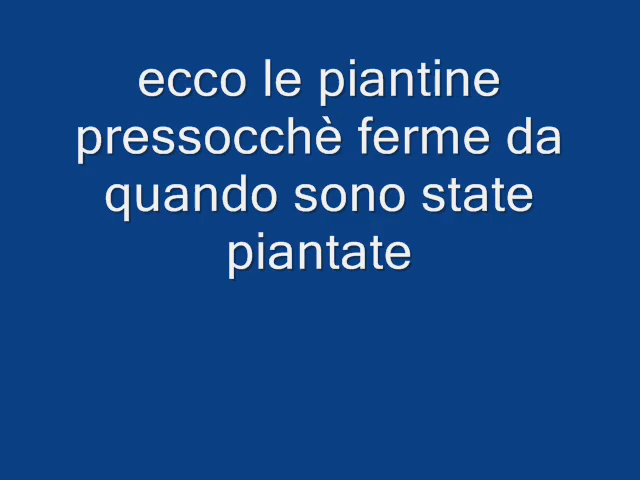 ecco le piantine
pressocchè ferme da
quando sono state
piantate